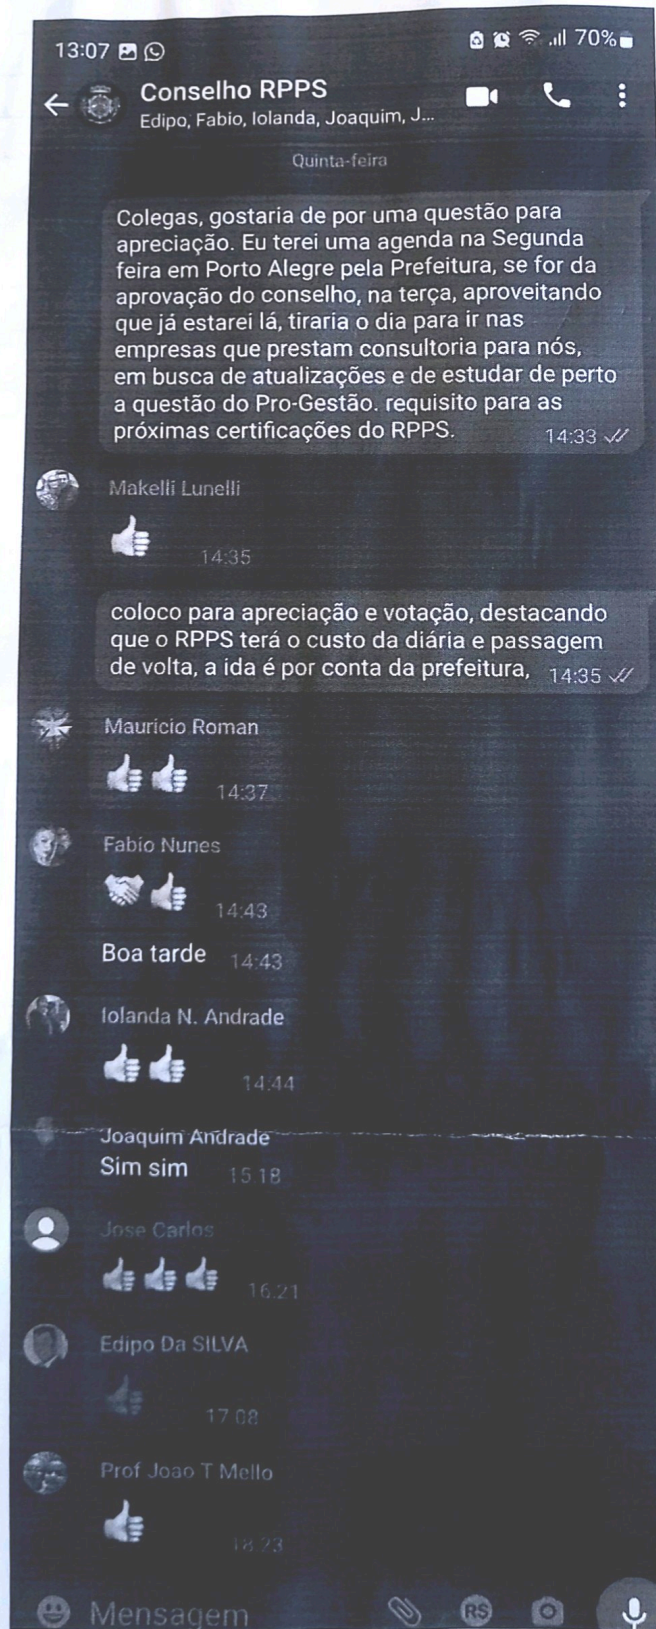 13:07 70%
Conselho RPPS
Edipo, Fabio, Iolanda, Joaquim, J...
Quinta-feira
Colegas, gostaria de por uma questão para
apreciação. Eu terei uma agenda na Segunda
feira em Porto Alegre pela Prefeitura, se for da
aprovação do conselho, na terça, aproveitando
que já estarei lá, tiraria o dia para ir nas
empresas que prestam consultoria para nós,
em busca de atualizações e de estudar de perto
a questão do Pro-Gestão. requisito para as
próximas certificações do RPPS. 14:33
Makelli Lunelli
14:35
coloco para apreciação e votação, destacando
que o RPPS terá o custo da diária e passagem
de volta, a ida é por conta da prefeitura, 14:35
Mauricio Roman
14:37
Fabio Nunes
14:43
Boa tarde 14:43
Iolanda N. Andrade
14:44
Joaquim Andrade
Sim sim 15:18
Jose Carlos
16:21
Edipo Da SILVA
17:08
Prof Joao T Mello
18:23
Mensagem R$